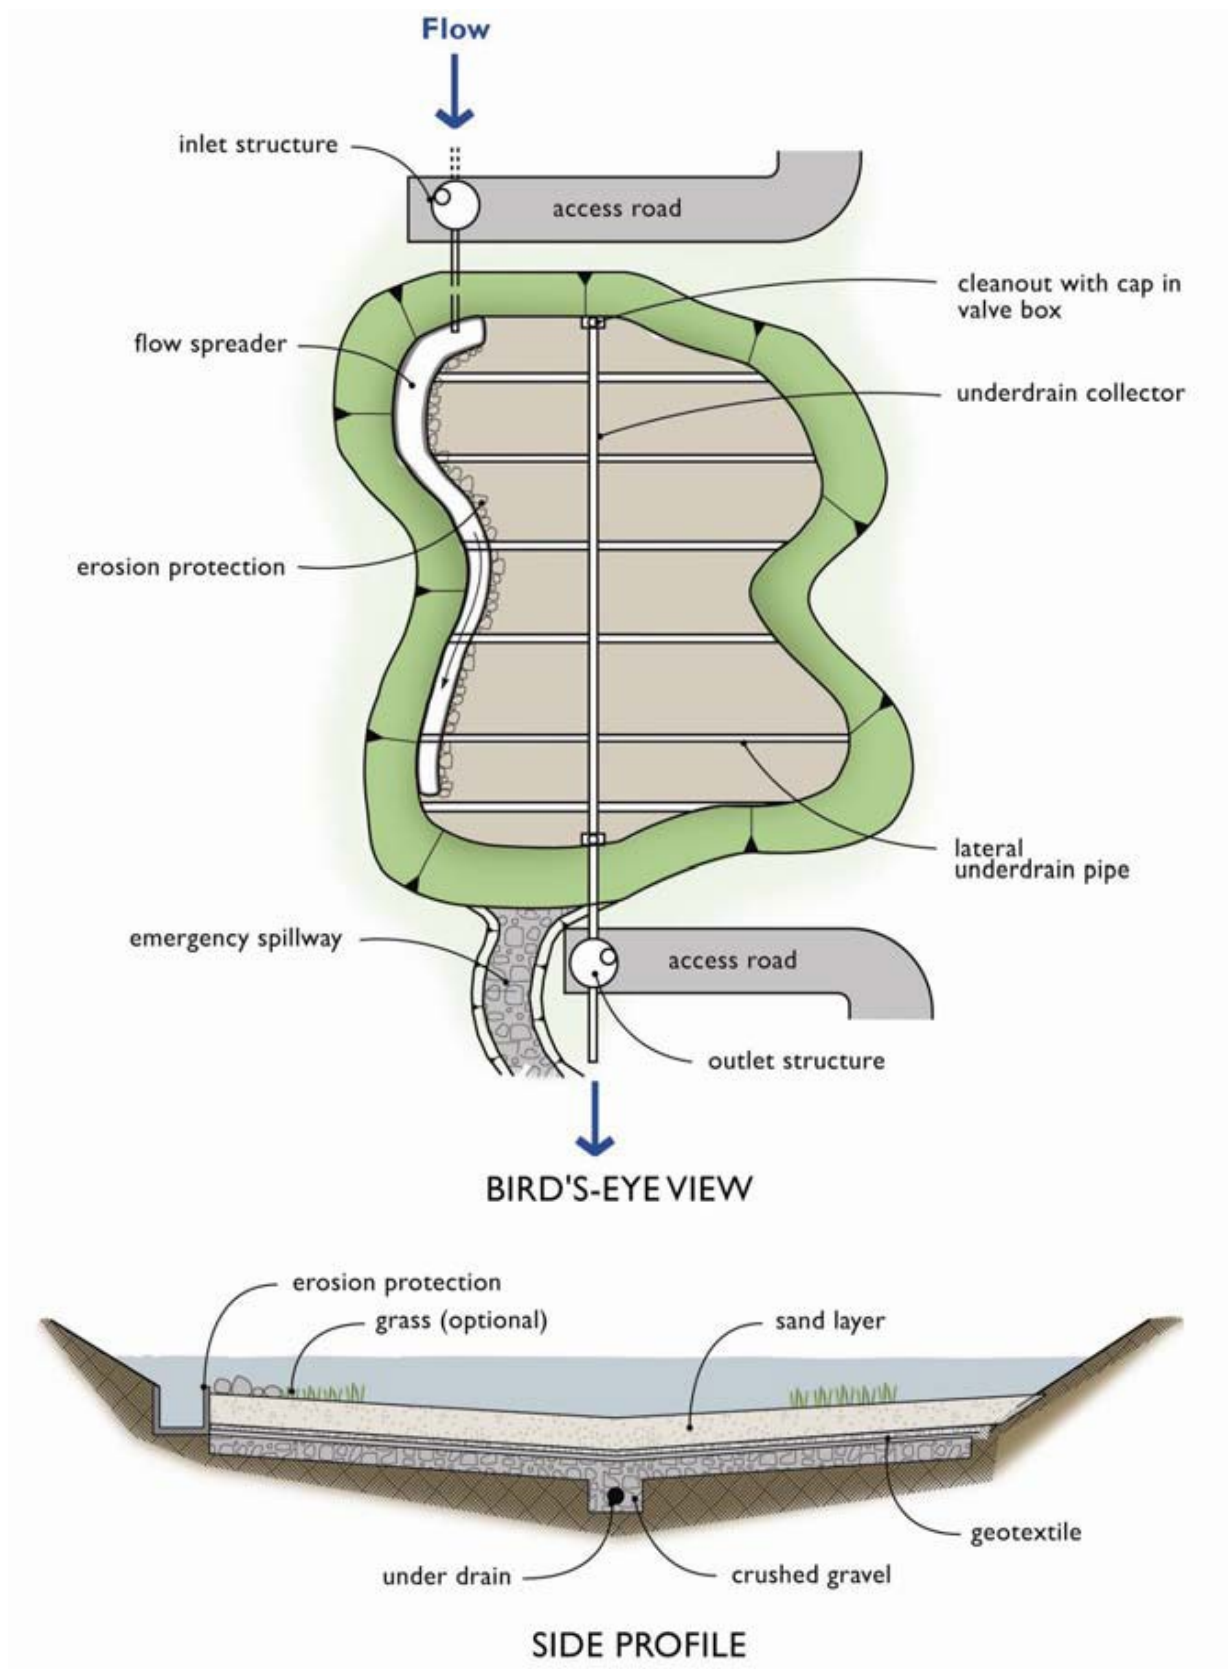 Flow
inlet structure
access road
cleanout with cap in
valve box
flow spreader
underdrain collector
erosion protection
lateral
underdrain pipe
emergency spillway
access road
outlet structure
BIRD'S-EYE VIEW
erosion protection
grass (optional)
sand layer
geotextile
under drain
crushed gravel
SIDE PROFILE